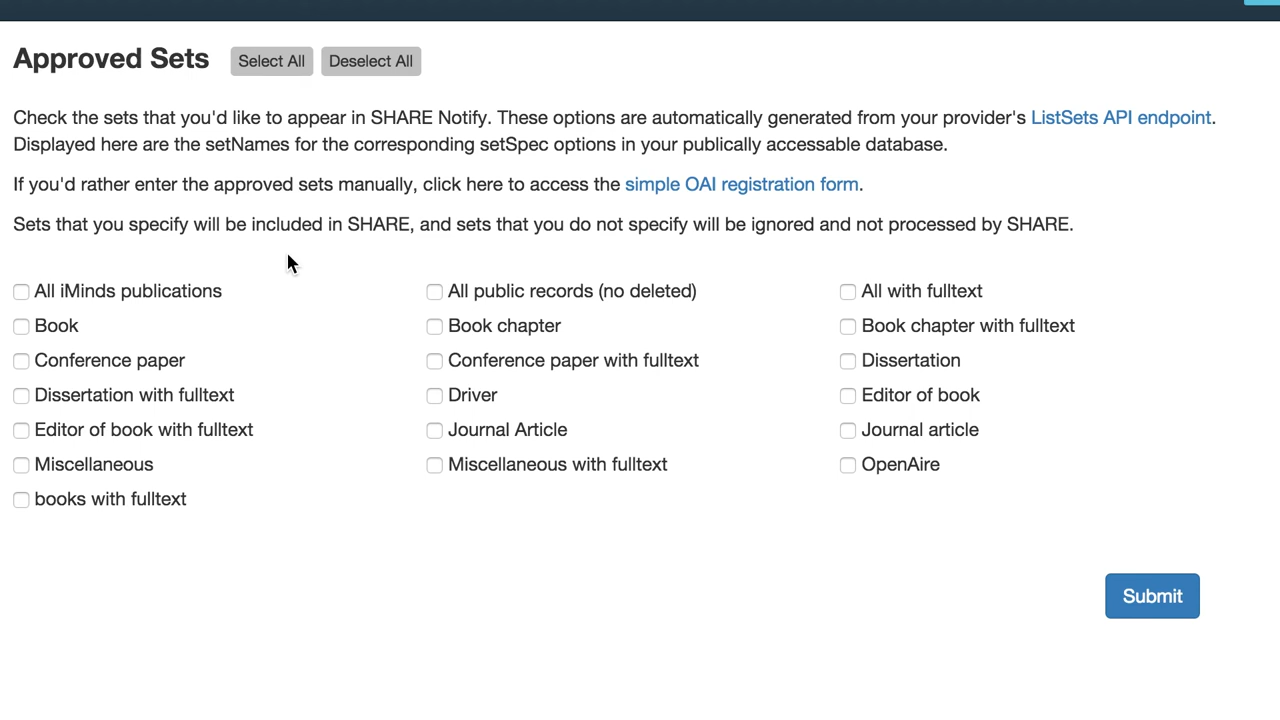 Approved Sets Select All Deselect All
Check the sets that you'd like to appear in SHARE Notify. These options are automatically generated from your provider's ListSets API endpoint.
Displayed here are the setNames for the corresponding setSpec options in your publically accessable database.
If you'd rather enter the approved sets manually, click here to access the simple OAI registration form.
Sets that you specify will be included in SHARE, and sets that you do not specify will be ignored and not processed by SHARE.
All iMinds publications All public records (no deleted) All with fulltext
Book Book chapter Book chapter with fulltext
Conference paper Conference paper with fulltext Dissertation
Dissertation with fulltext Driver Editor of book
Editor of book with fulltext Journal Article Journal article
Miscellaneous Miscellaneous with fulltext OpenAire
books with fulltext
Submit